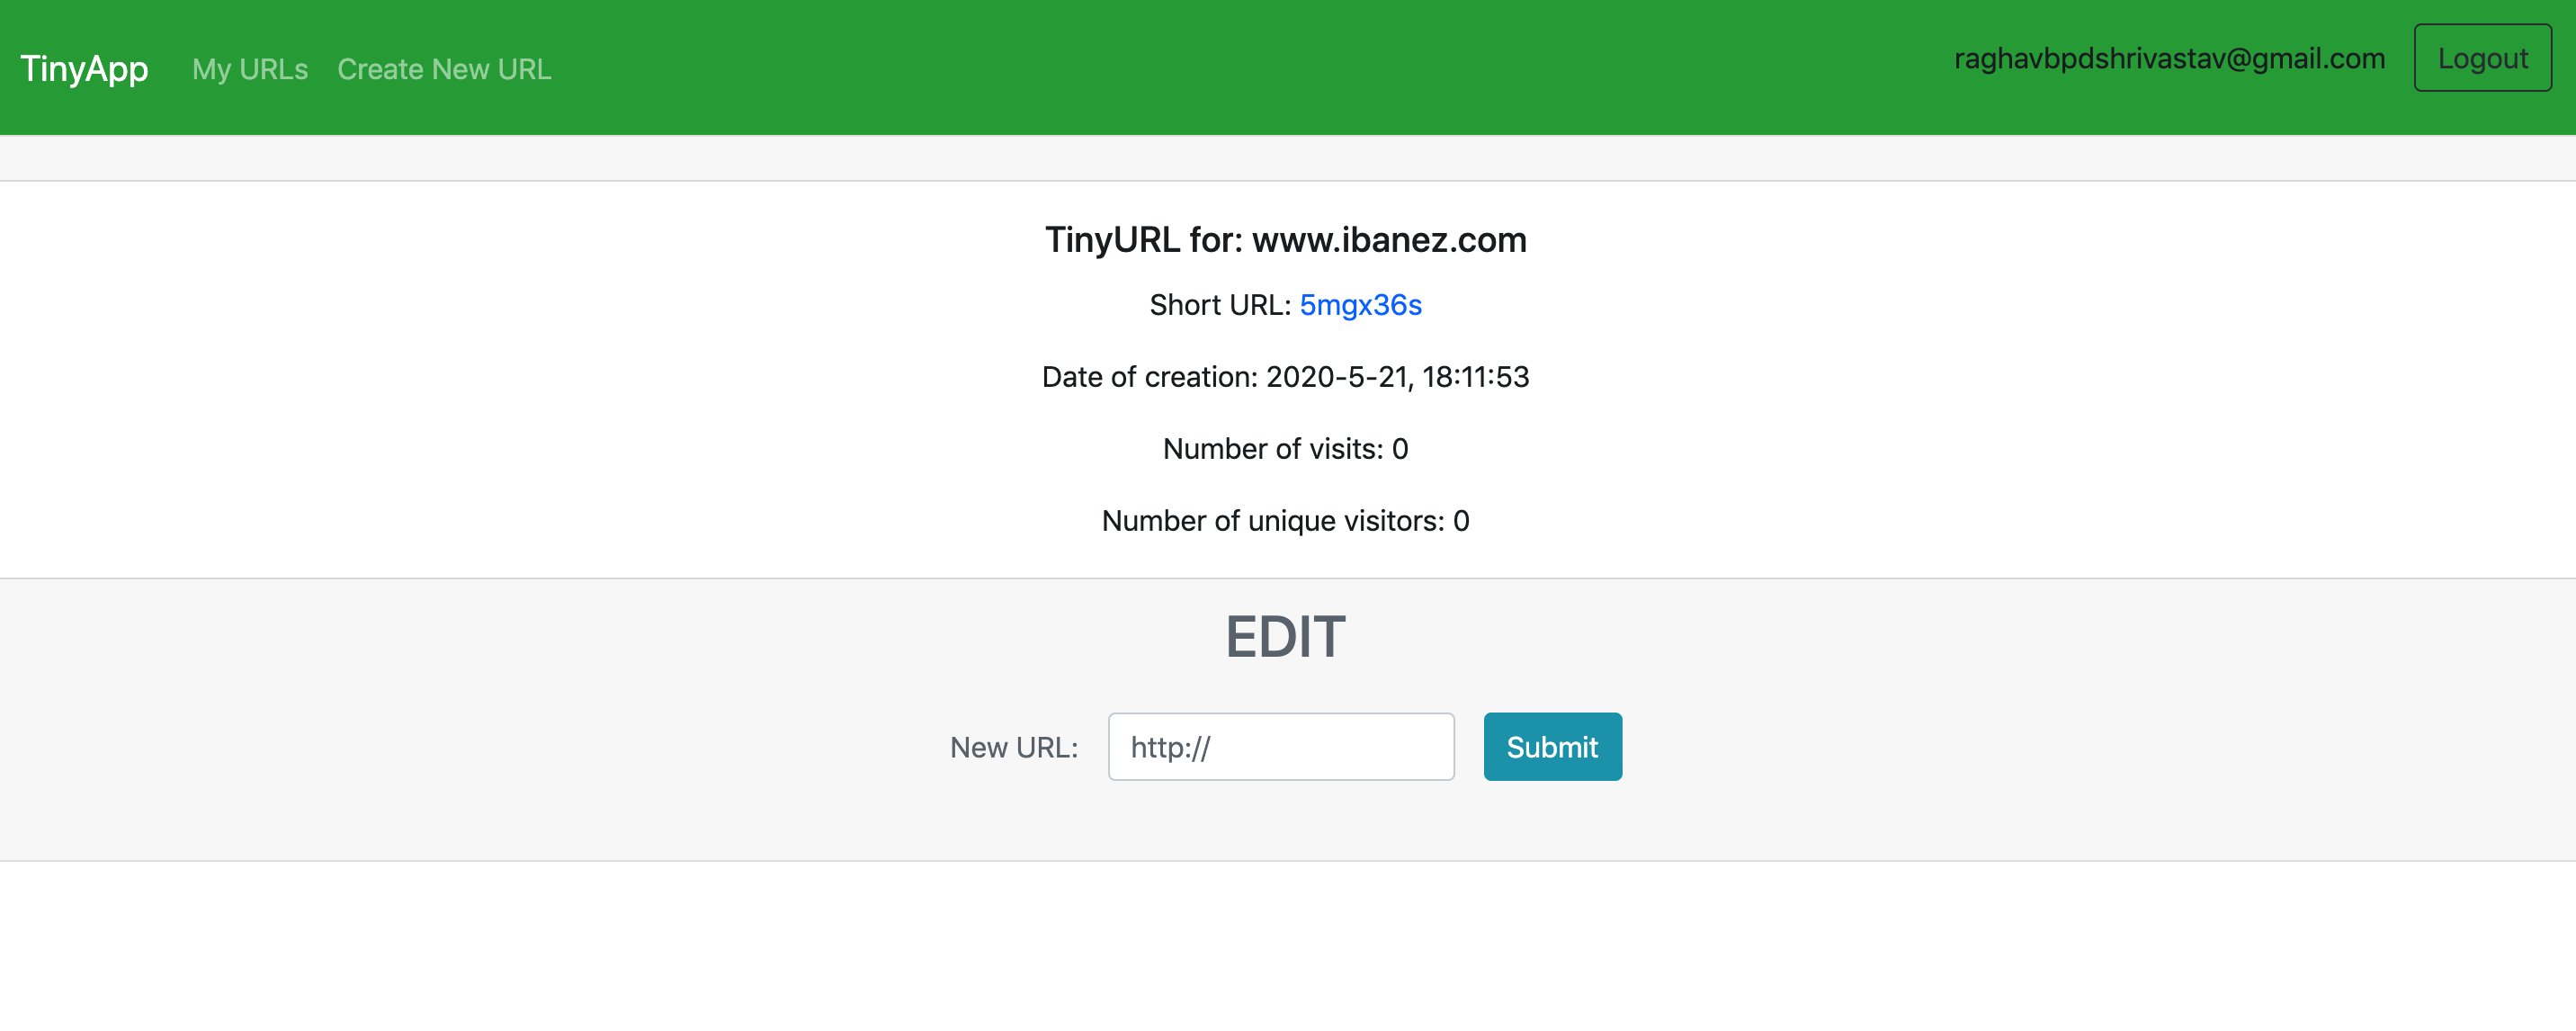 TinyApp My URLs Create New URL raghavbpdshrivastav@gmail.com Logout
TinyURL for: www.ibanez.com
Short URL: 5mgx36s
Date of creation: 2020-5-21, 18:11:53
Number of visits: 0
Number of unique visitors: 0
EDIT
New URL: http:// Submit